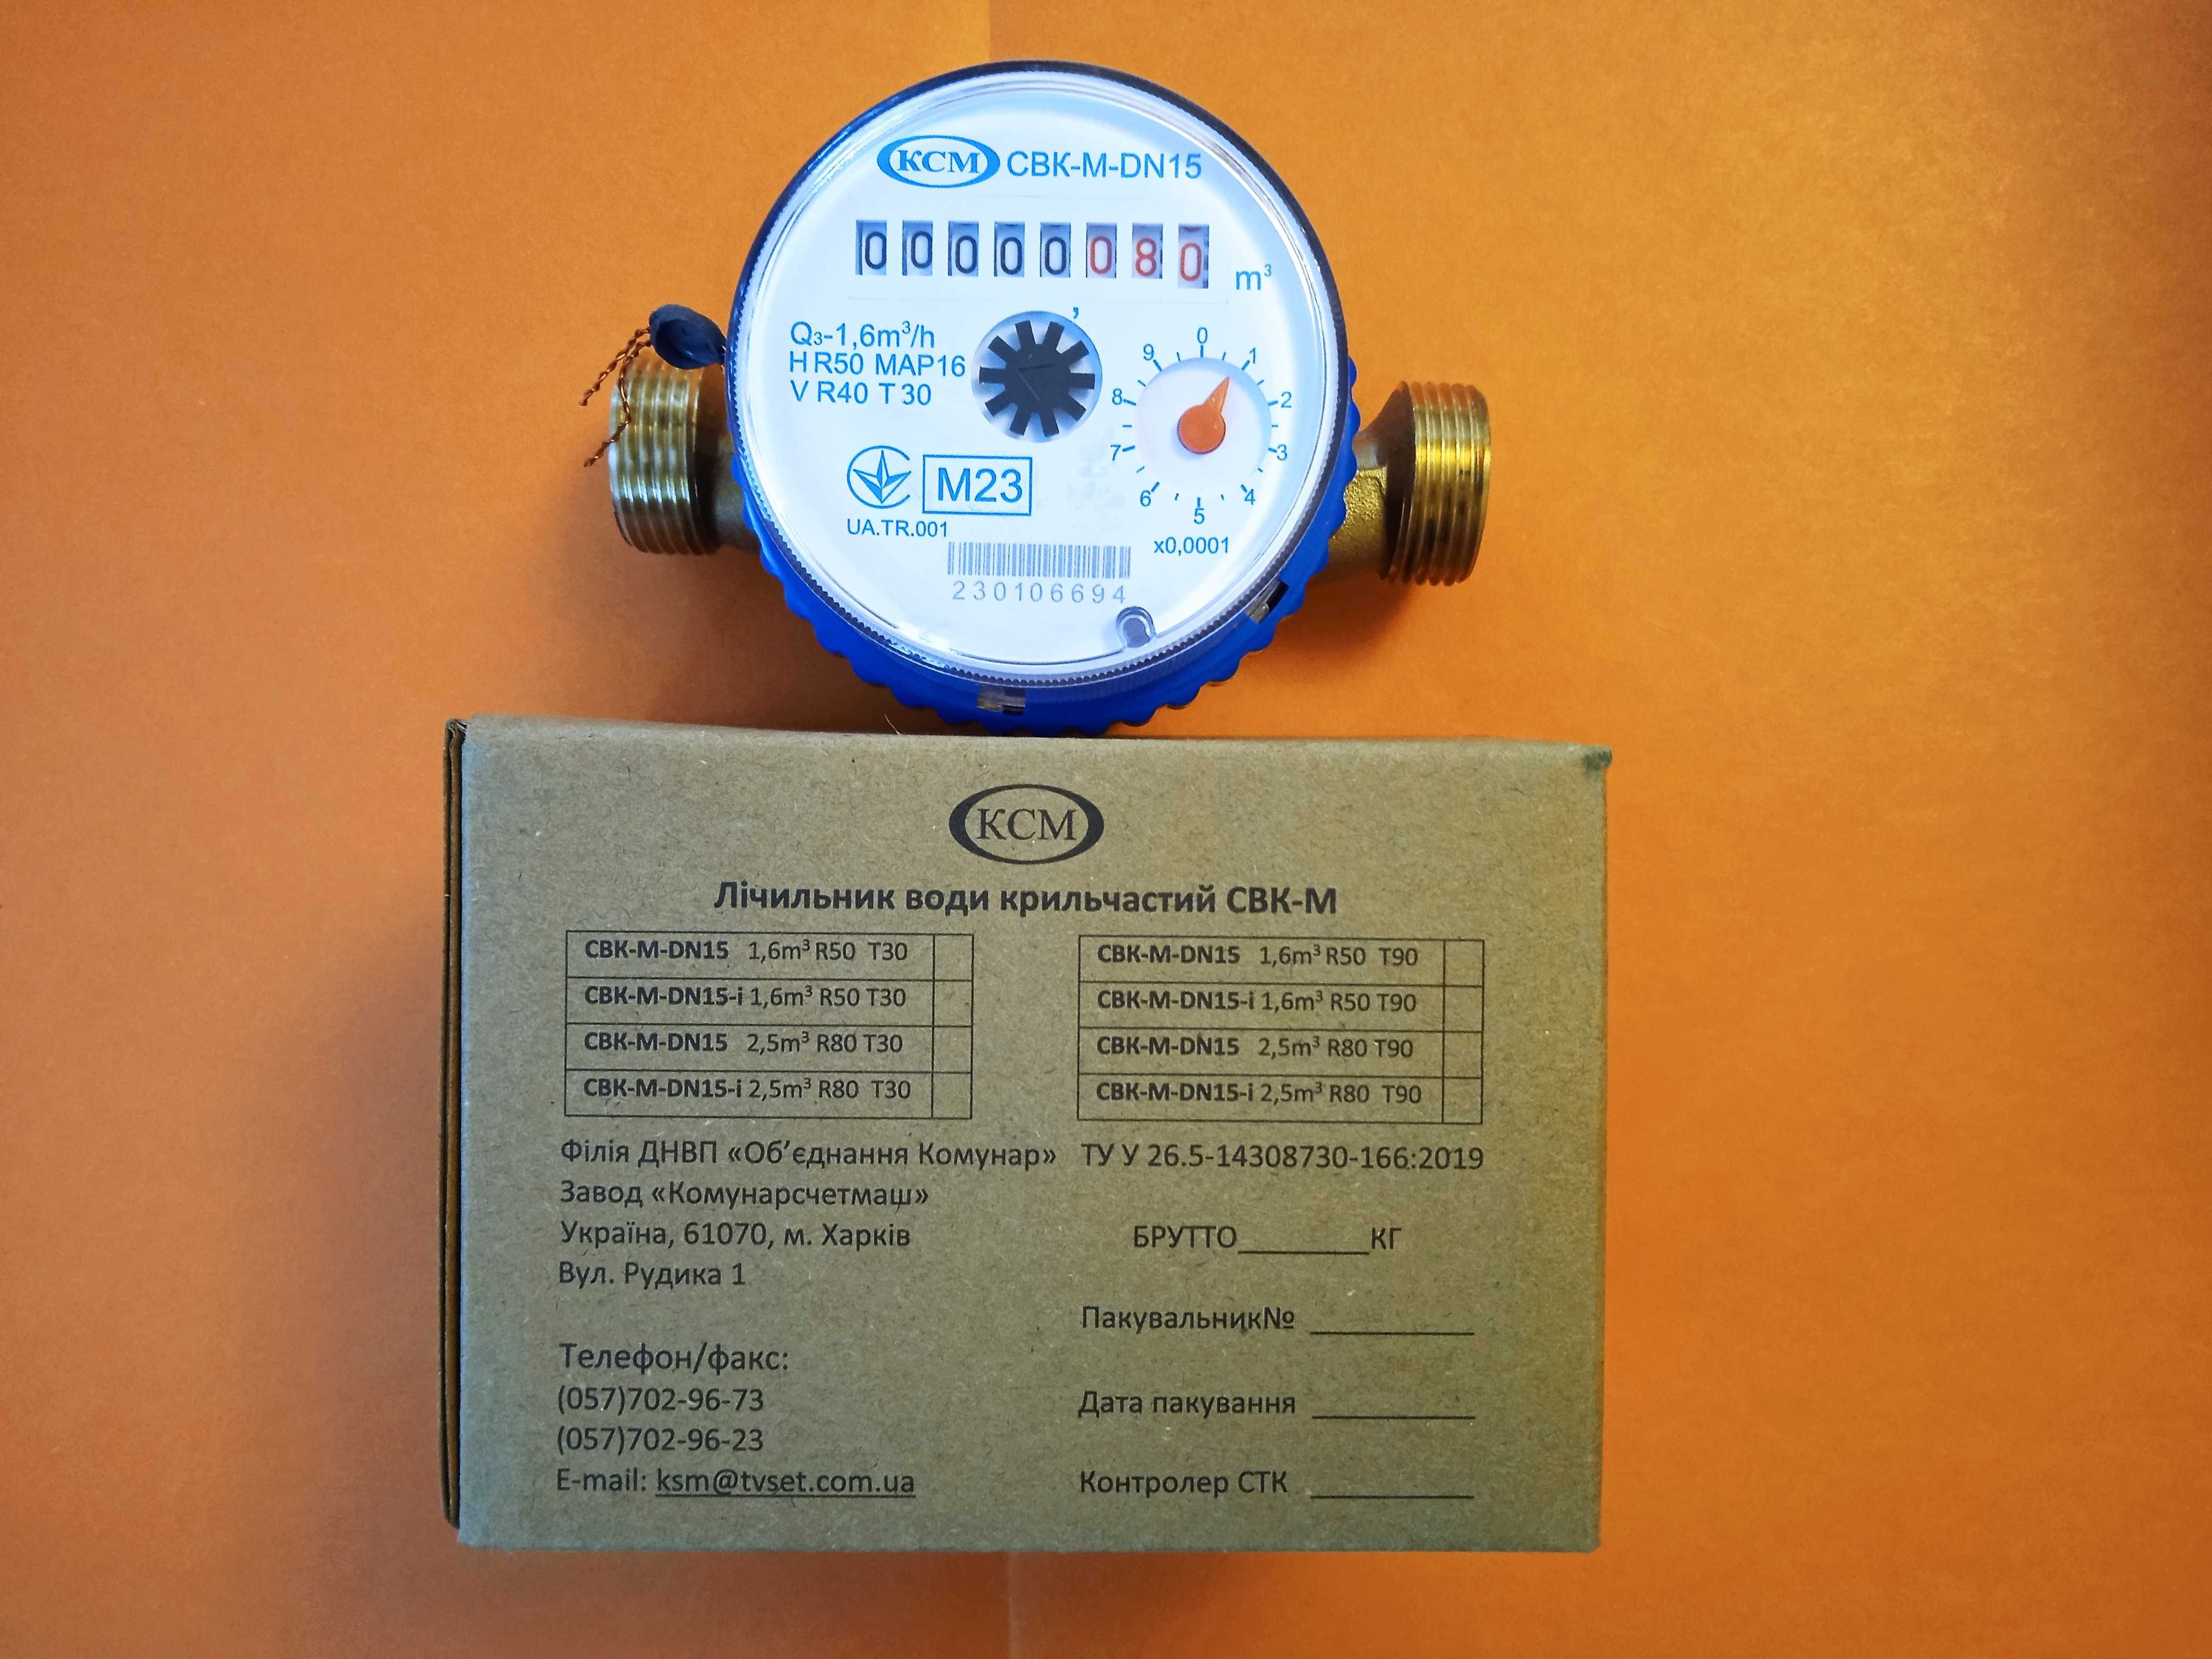 КСМ СВК-М-DN15
00000080 m³
,
Q₃-1,6m³/h
H R50 MAP16
V R40 T 30
0
1
2
3
4
5
6
7
8
9
x0,0001
M23
UA.TR.001
230106694
КСМ
Лічильник води крильчастий СВК-М
СВК-М-DN15 1,6m³ R50 T30
СВК-М-DN15-і 1,6m³ R50 T30
СВК-М-DN15 2,5m³ R80 T30
СВК-М-DN15-і 2,5m³ R80 T30
СВК-М-DN15 1,6m³ R50 T90
СВК-М-DN15-і 1,6m³ R50 T90
СВК-М-DN15 2,5m³ R80 T90
СВК-М-DN15-і 2,5m³ R80 T90
Філія ДНВП «Об’єднання Комунар»
Завод «Комунарсчетмаш»
Україна, 61070, м. Харків
Вул. Рудика 1
Телефон/факс:
(057)702-96-73
(057)702-96-23
E-mail: ksm@tvset.com.ua
ТУ У 26.5-14308730-166:2019
БРУТТО________КГ
Пакувальник№ __________
Дата пакування __________
Контролер СТК __________